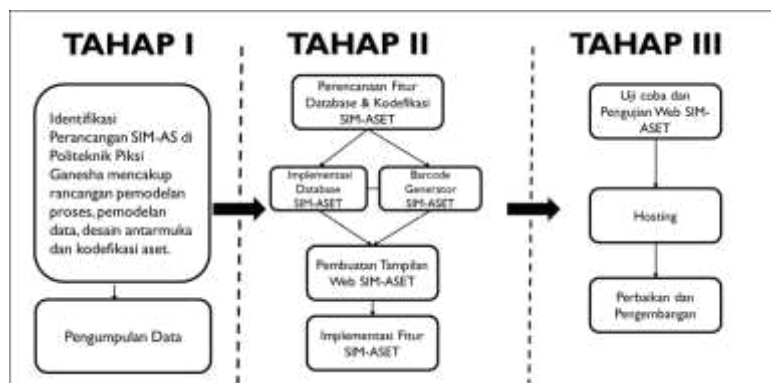 TAHAP I
Identifikasi
Perancangan SIM-AS di
Politeknik Piksi
Ganesha mencakup
rancangan pemodelan
proses, pemodelan
data, desain antarmuka
dan kodefikasi aset.
Pengumpulan Data
TAHAP II
Perencanaan Fitur
Database & Kodefikasi
SIM-ASET
Implementasi
Database
SIM-ASET
Barcode
Generator
SIM-ASET
Pembuatan Tampilan
Web SIM-ASET
Implementasi Fitur
SIM-ASET
TAHAP III
Uji coba dan
Pengujian Web SIM-
ASET
Hosting
Perbaikan dan
Pengembangan